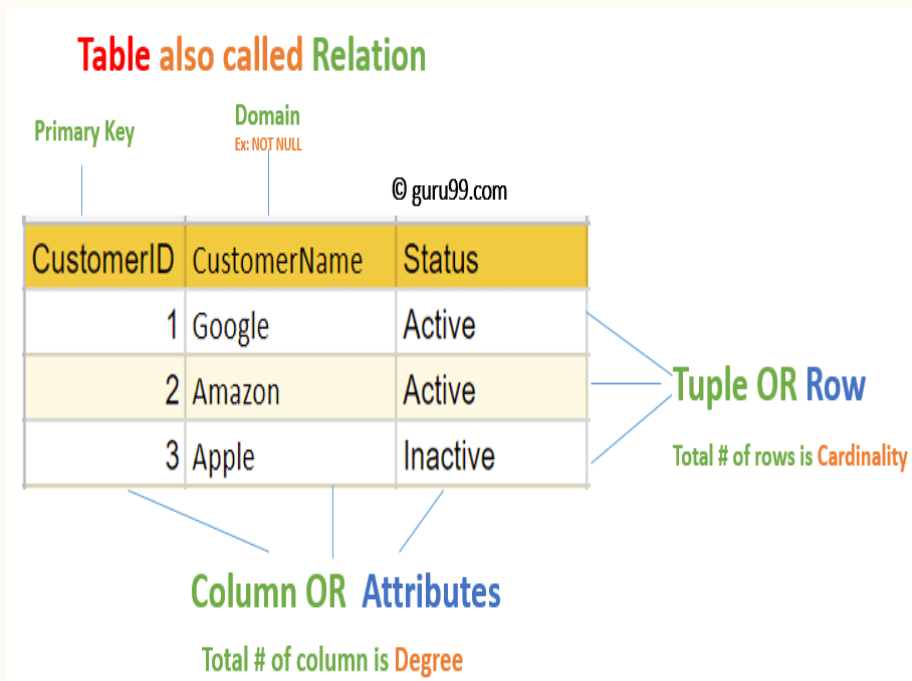 Table also called Relation
Primary Key
Domain
Ex: NOT NULL
© guru99.com
CustomerID CustomerName Status
1 Google Active
2 Amazon Active
3 Apple Inactive
Tuple OR Row
Total # of rows is Cardinality
Column OR Attributes
Total # of column is Degree